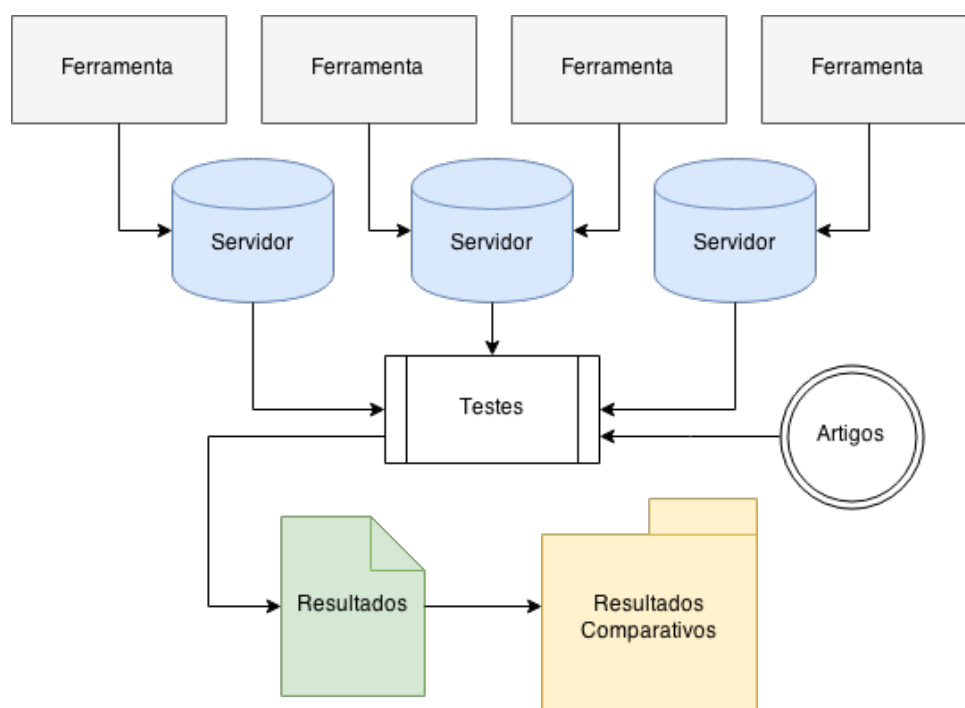 Ferramenta
Ferramenta
Ferramenta
Ferramenta
Servidor
Servidor
Servidor
Testes
Artigos
Resultados
Resultados
Comparativos